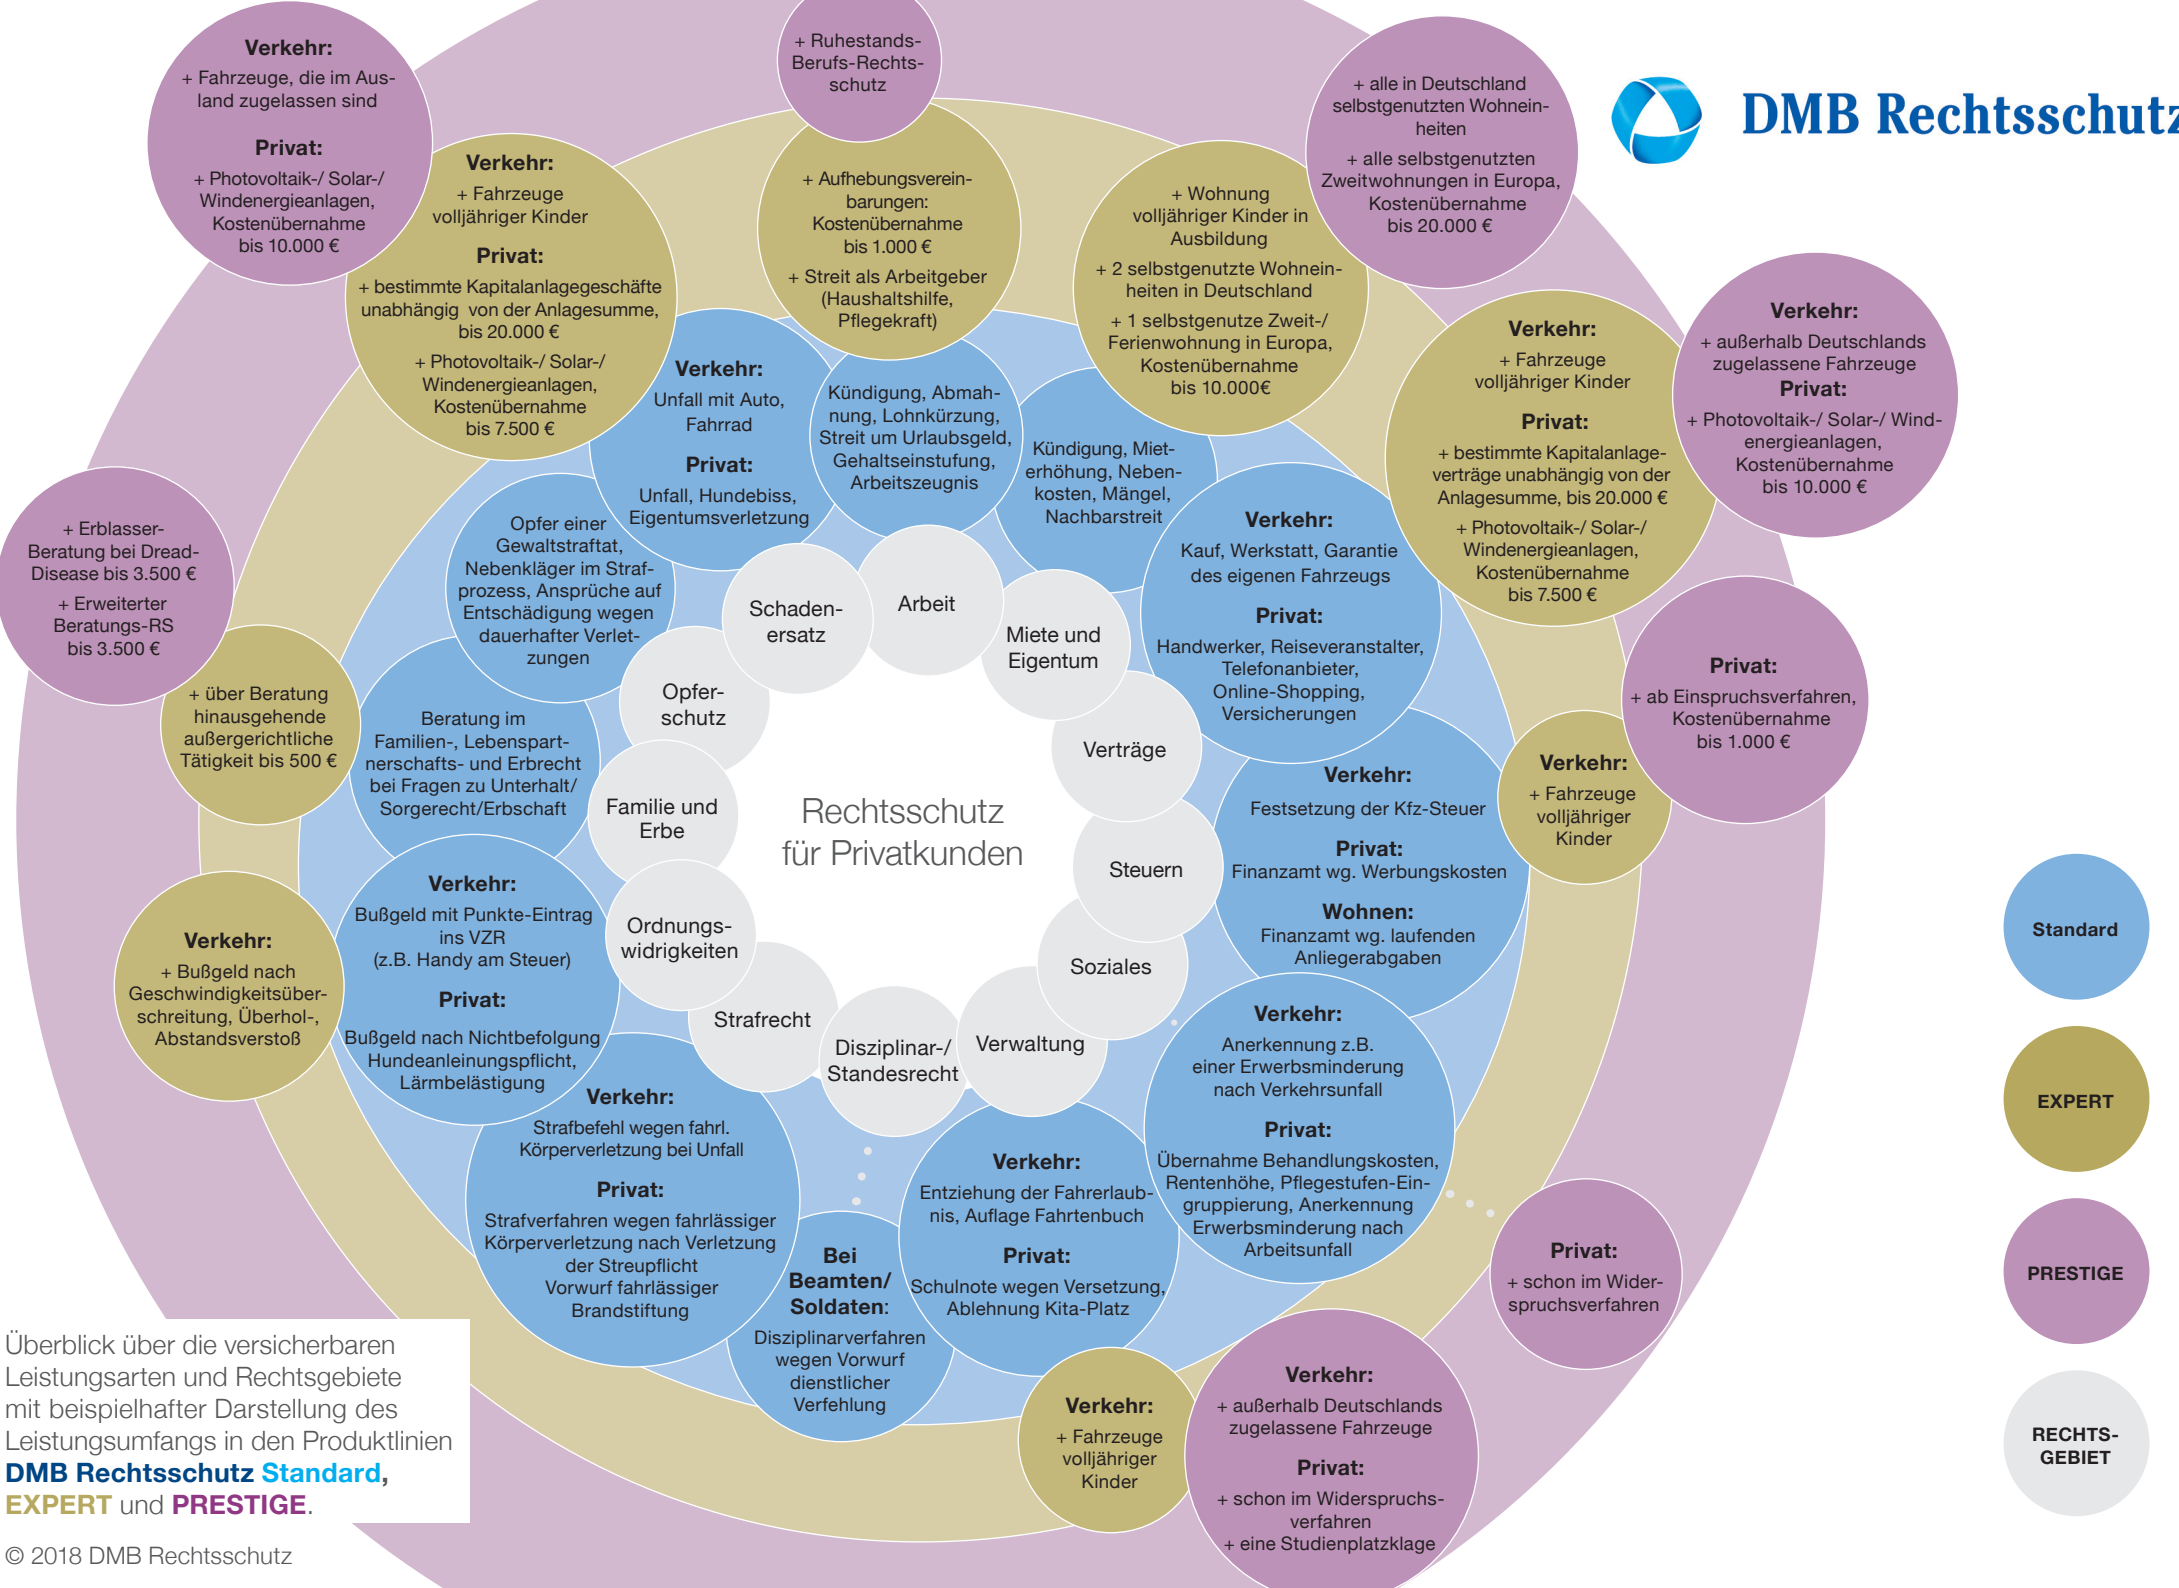 Verkehr:
+ Fahrzeuge, die im Aus-
land zugelassen sind
Privat:
+ Photovoltaik-/ Solar-/
Windenergieanlagen,
Kostenübernahme
bis 10.000 €
+ Ruhestands-
Berufs-Rechts-
schutz
+ alle in Deutschland
selbstgenutzten Wohnein-
heiten
+ alle selbstgenutzten
Zweitwohnungen in Europa,
Kostenübernahme
bis 20.000 €
DMB Rechtsschutz
Verkehr:
+ Fahrzeuge
volljähriger Kinder
Privat:
+ bestimmte Kapitalanlagegeschäfte
unabhängig von der Anlagesumme,
bis 20.000 €
+ Photovoltaik-/ Solar-/
Windenergieanlagen,
Kostenübernahme
bis 7.500 €
+ Aufhebungsverein-
barungen:
Kostenübernahme
bis 1.000 €
+ Streit als Arbeitgeber
(Haushaltshilfe,
Pflegekraft)
+ Wohnung
volljähriger Kinder in
Ausbildung
+ 2 selbstgenutzte Wohnein-
heiten in Deutschland
+ 1 selbstgenutze Zweit-/
Ferienwohnung in Europa,
Kostenübernahme
bis 10.000€
Verkehr:
+ Fahrzeuge
volljähriger Kinder
Privat:
+ bestimmte Kapitalanlage-
verträge unabhängig von der
Anlagesumme, bis 20.000 €
+ Photovoltaik-/ Solar-/
Windenergieanlagen,
Kostenübernahme
bis 7.500 €
Verkehr:
+ außerhalb Deutschlands
zugelassene Fahrzeuge
Privat:
+ Photovoltaik-/ Solar-/ Wind-
energieanlagen,
Kostenübernahme
bis 10.000 €
Verkehr:
Unfall mit Auto,
Fahrrad
Privat:
Unfall, Hundebiss,
Eigentumsverletzung
Kündigung, Abmah-
nung, Lohnkürzung,
Streit um Urlaubsgeld,
Gehaltseinstufung,
Arbeitszeugnis
Kündigung, Miet-
erhöhung, Neben-
kosten, Mängel,
Nachbarstreit
Verkehr:
Kauf, Werkstatt, Garantie
des eigenen Fahrzeugs
Privat:
Handwerker, Reiseveranstalter,
Telefonanbieter,
Online-Shopping,
Versicherungen
+ Erblasser-
Beratung bei Dread-
Disease bis 3.500 €
+ Erweiterter
Beratungs-RS
bis 3.500 €
Opfer einer
Gewaltstraftat,
Nebenkläger im Straf-
prozess, Ansprüche auf
Entschädigung wegen
dauerhafter Verlet-
zungen
Schaden-
ersatz
Arbeit
Miete und
Eigentum
Opfer-
schutz
Verträge
+ über Beratung
hinausgehende
außergerichtliche
Tätigkeit bis 500 €
Beratung im
Familien-, Lebenspart-
nerschafts- und Erbrecht
bei Fragen zu Unterhalt/
Sorgerecht/Erbschaft
Familie und
Erbe
Rechtsschutz
für Privatkunden
Steuern
Verkehr:
Festsetzung der Kfz-Steuer
Privat:
Finanzamt wg. Werbungskosten
Wohnen:
Finanzamt wg. laufenden
Anliegerabgaben
Verkehr:
+ Fahrzeuge
volljähriger
Kinder
Privat:
+ ab Einspruchsverfahren,
Kostenübernahme
bis 1.000 €
Verkehr:
+ Bußgeld nach
Geschwindigkeitsüber-
schreitung, Überhol-,
Abstandsverstoß
Verkehr:
Bußgeld mit Punkte-Eintrag
ins VZR
(z.B. Handy am Steuer)
Privat:
Bußgeld nach Nichtbefolgung
Hundeanleinungspflicht,
Lärmbelästigung
Ordnungs-
widrigkeiten
Soziales
Strafrecht
Disziplinar-/
Standesrecht
Verwaltung
Verkehr:
Anerkennung z.B.
einer Erwerbsminderung
nach Verkehrsunfall
Privat:
Übernahme Behandlungskosten,
Rentenhöhe, Pflegestufen-Ein-
gruppierung, Anerkennung
Erwerbsminderung nach
Arbeitsunfall
Verkehr:
Strafbefehl wegen fahrl.
Körperverletzung bei Unfall
Privat:
Strafverfahren wegen fahrlässiger
Körperverletzung nach Verletzung
der Streupflicht
Vorwurf fahrlässiger
Brandstiftung
Bei
Beamten/
Soldaten:
Disziplinarverfahren
wegen Vorwurf
dienstlicher
Verfehlung
Verkehr:
Entziehung der Fahrerlaub-
nis, Auflage Fahrtenbuch
Privat:
Schulnote wegen Versetzung,
Ablehnung Kita-Platz
Privat:
+ schon im Wider-
spruchsverfahren
Verkehr:
+ Fahrzeuge
volljähriger
Kinder
Verkehr:
+ außerhalb Deutschlands
zugelassene Fahrzeuge
Privat:
+ schon im Widerspruchs-
verfahren
+ eine Studienplatzklage
Standard
EXPERT
PRESTIGE
RECHTS-
GEBIET
Überblick über die versicherbaren
Leistungsarten und Rechtsgebiete
mit beispielhafter Darstellung des
Leistungsumfangs in den Produktlinien
DMB Rechtsschutz Standard,
EXPERT und PRESTIGE.
© 2018 DMB Rechtsschutz